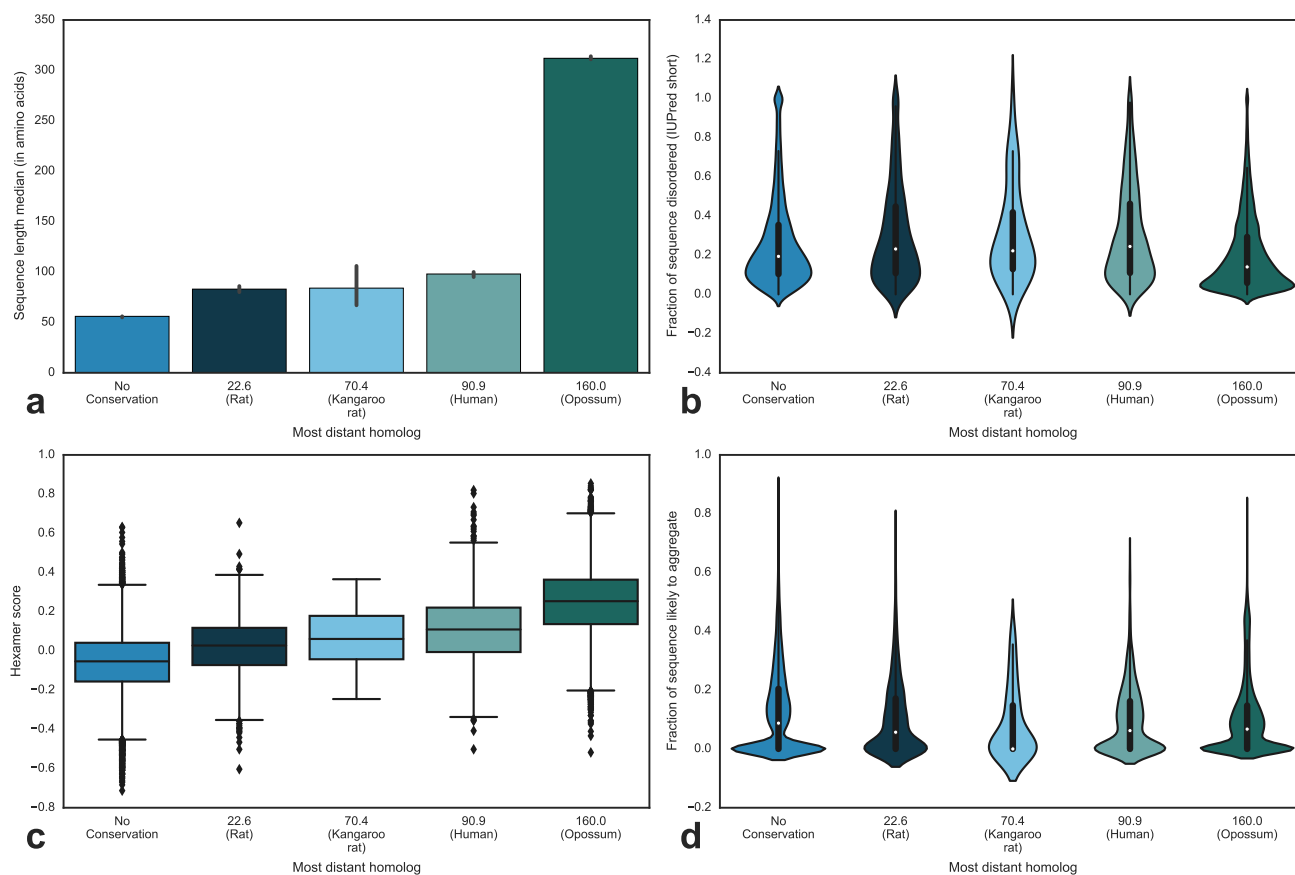 350
300
250
200
150
100
50
0
Sequence length median (in amino acids)
No
Conservation
22.6
(Rat)
70.4
(Kangaroo
rat)
90.9
(Human)
160.0
(Opossum)
Most distant homolog
a
1.4
1.2
1.0
0.8
0.6
0.4
0.2
0.0
−0.2
−0.4
Fraction of sequence disordered (IUPred short)
No
Conservation
22.6
(Rat)
70.4
(Kangaroo
rat)
90.9
(Human)
160.0
(Opossum)
Most distant homolog
b
1.0
0.8
0.6
0.4
0.2
0.0
−0.2
−0.4
−0.6
−0.8
Hexamer score
No
Conservation
22.6
(Rat)
70.4
(Kangaroo
rat)
90.9
(Human)
160.0
(Opossum)
Most distant homolog
c
1.0
0.8
0.6
0.4
0.2
0.0
−0.2
Fraction of sequence likely to aggregate
No
Conservation
22.6
(Rat)
70.4
(Kangaroo
rat)
90.9
(Human)
160.0
(Opossum)
Most distant homolog
d